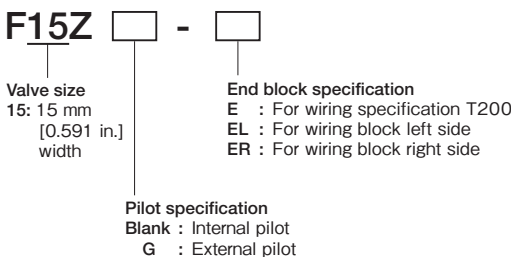 F15Z -
Valve size
15: 15 mm
[0.591 in.]
width
End block specification
E : For wiring specification T200
EL : For wiring block left side
ER : For wiring block right side
Pilot specification
Blank : Internal pilot
G : External pilot